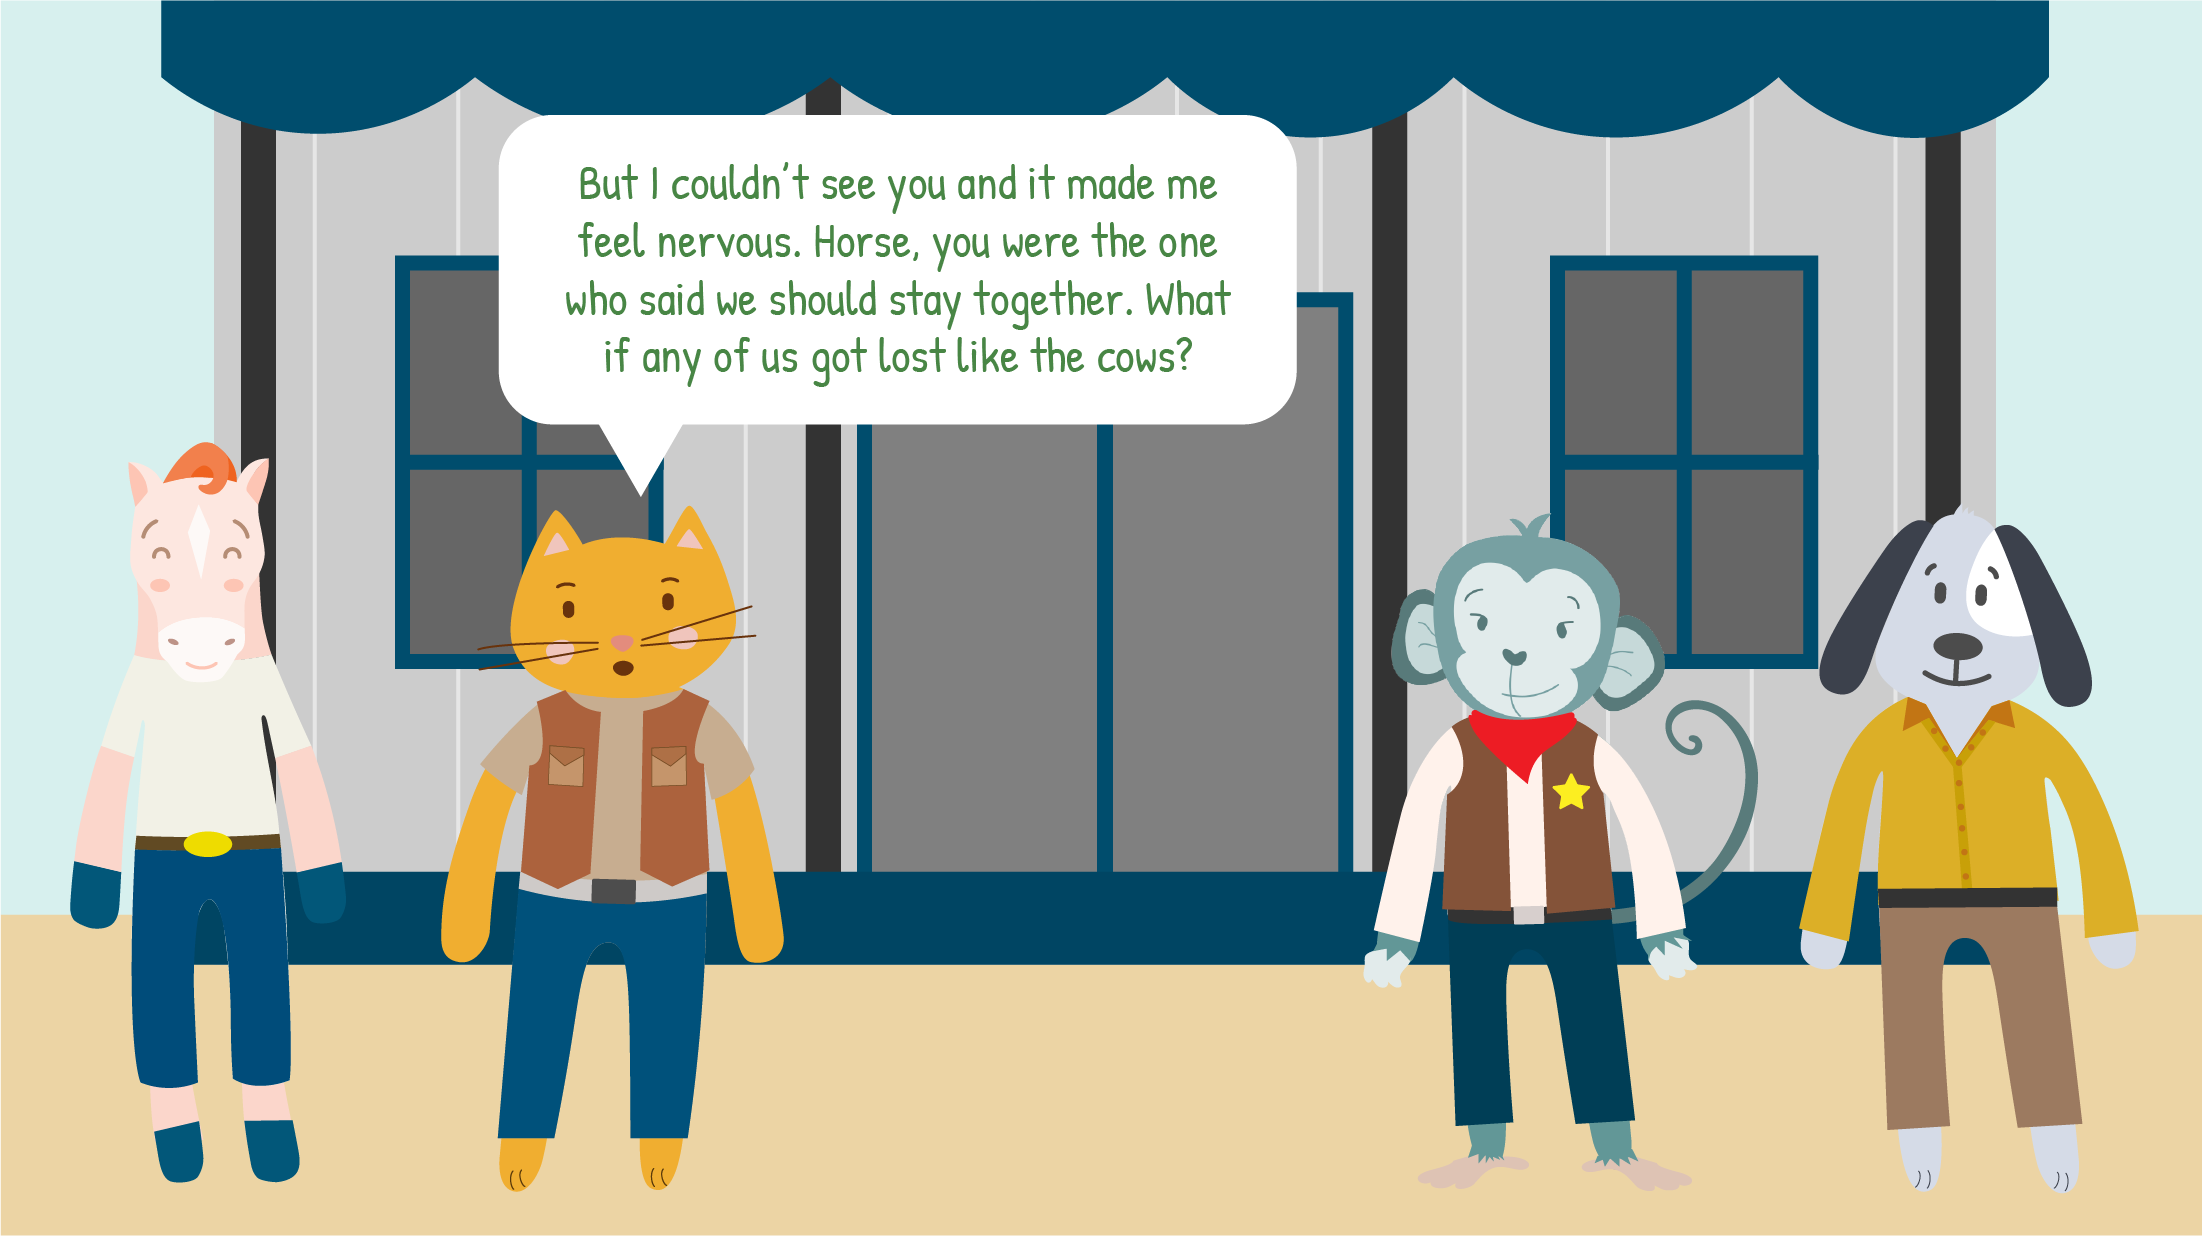 But I couldn't see you and it made me
feel nervous. Horse, you were the one
who said we should stay together. What
if any of us got lost like the cows?